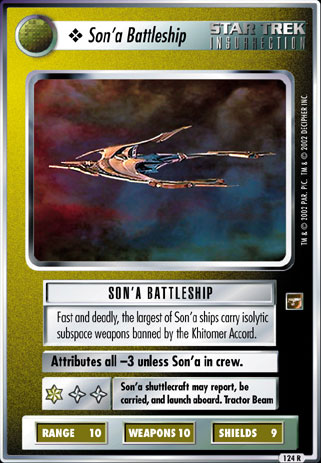 ❖ Son'a Battleship
STAR TREK
INSURRECTION
TM & © 2002 PAR. PIC. TM & © 2002 DECIPHER INC.
SON'A BATTLESHIP
Fast and deadly, the largest of Son'a ships carry isolytic
subspace weapons banned by the Khitomer Accord.
Attributes all –3 unless Son'a in crew.
Son'a shuttlecraft may report, be
carried, and launch aboard. Tractor Beam
RANGE 10 WEAPONS 10 SHIELDS 9
124 R